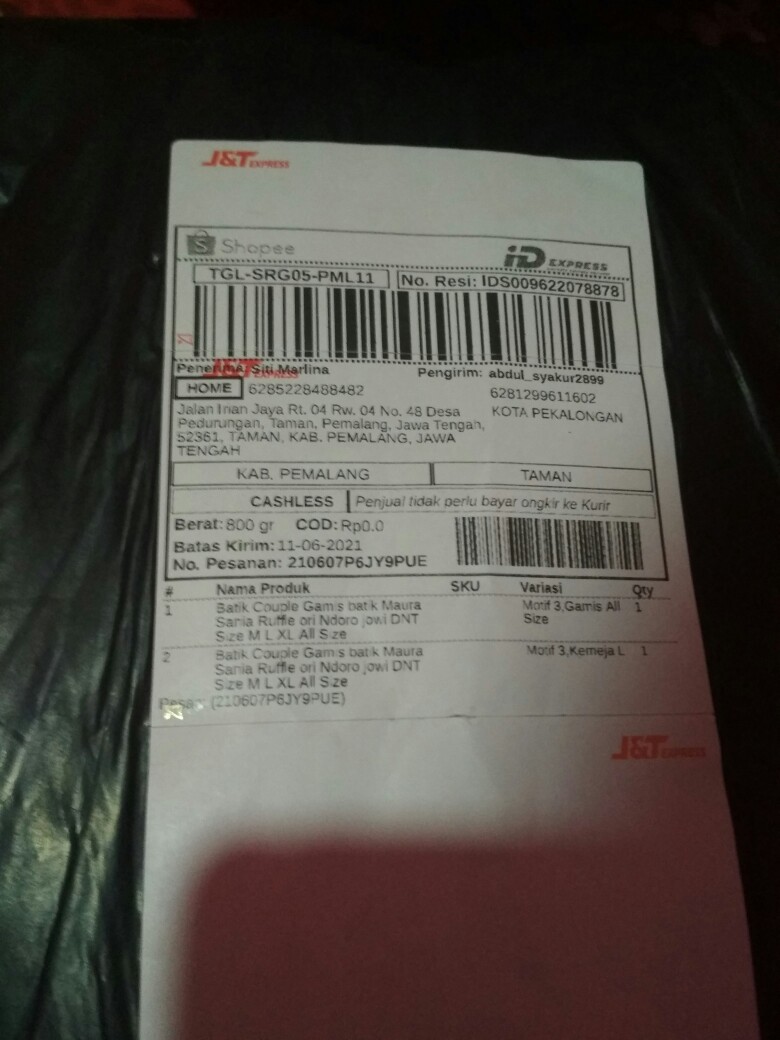 J&T EXPRESS
Shopee
iD EXPRESS
TGL-SRG05-PML11
No. Resi: IDS009622078878
J&T EXPRESS
Penerima: Siti Marlina
Pengirim: abdul_syakur2899
HOME 6285228488482
6281299611602
Jalan Inan Jaya Rt. 04 Rw. 04 No. 48 Desa
KOTA PEKALONGAN
Pedurungan, Taman, Pemalang, Jawa Tengah,
52361, TAMAN, KAB. PEMALANG, JAWA
TENGAH
KAB. PEMALANG
TAMAN
CASHLESS
Penjual tidak perlu bayar ongkir ke Kurir
Berat: 800 gr COD: Rp0.0
Batas Kirim: 11-06-2021
No. Pesanan: 210607P6JY9PUE
# Nama Produk SKU Variasi Qty
1 Batik Couple Gamis batik Maura Motif 3,Gamis All 1
Sania Ruffle ori Ndoro jowi DNT Size
Size M L XL All Size
2 Batik Couple Gamis batik Maura Motif 3,Kemeja L 1
Sania Ruffle ori Ndoro jowi DNT
Size M L XL All Size
Pesan: (210607P6JY9PUE)
J&T EXPRESS